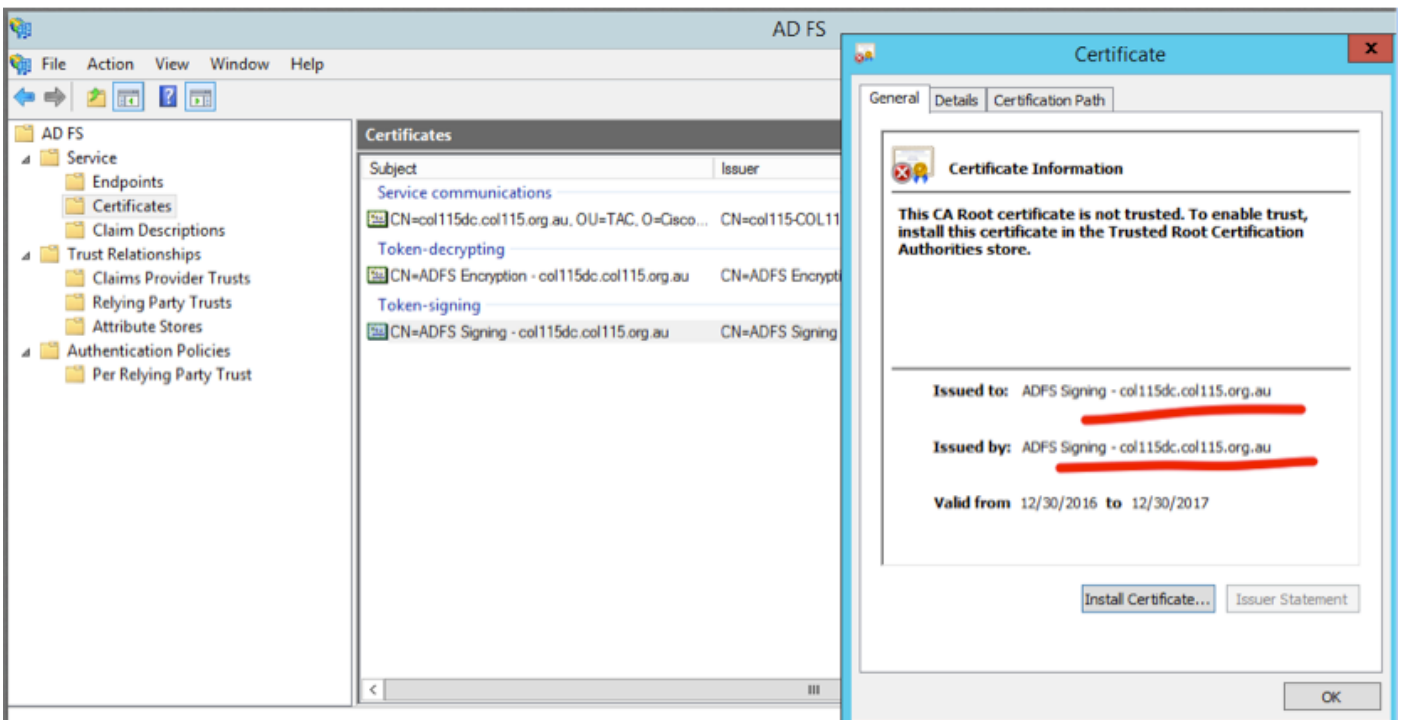 AD FS
File Action View Window Help
AD FS
Service
Endpoints
Certificates
Claim Descriptions
Trust Relationships
Claims Provider Trusts
Relying Party Trusts
Attribute Stores
Authentication Policies
Per Relying Party Trust
Certificates
Subject Issuer
Service communications
CN=col115dc.col115.org.au, OU=TAC, O=Cisco... CN=col115-COL11
Token-decrypting
CN=ADFS Encryption - col115dc.col115.org.au CN=ADFS Encrypti
Token-signing
CN=ADFS Signing - col115dc.col115.org.au CN=ADFS Signing
Certificate
General Details Certification Path
Certificate Information
This CA Root certificate is not trusted. To enable trust,
install this certificate in the Trusted Root Certification
Authorities store.
Issued to: ADFS Signing - col115dc.col115.org.au
Issued by: ADFS Signing - col115dc.col115.org.au
Valid from 12/30/2016 to 12/30/2017
Install Certificate... Issuer Statement
OK